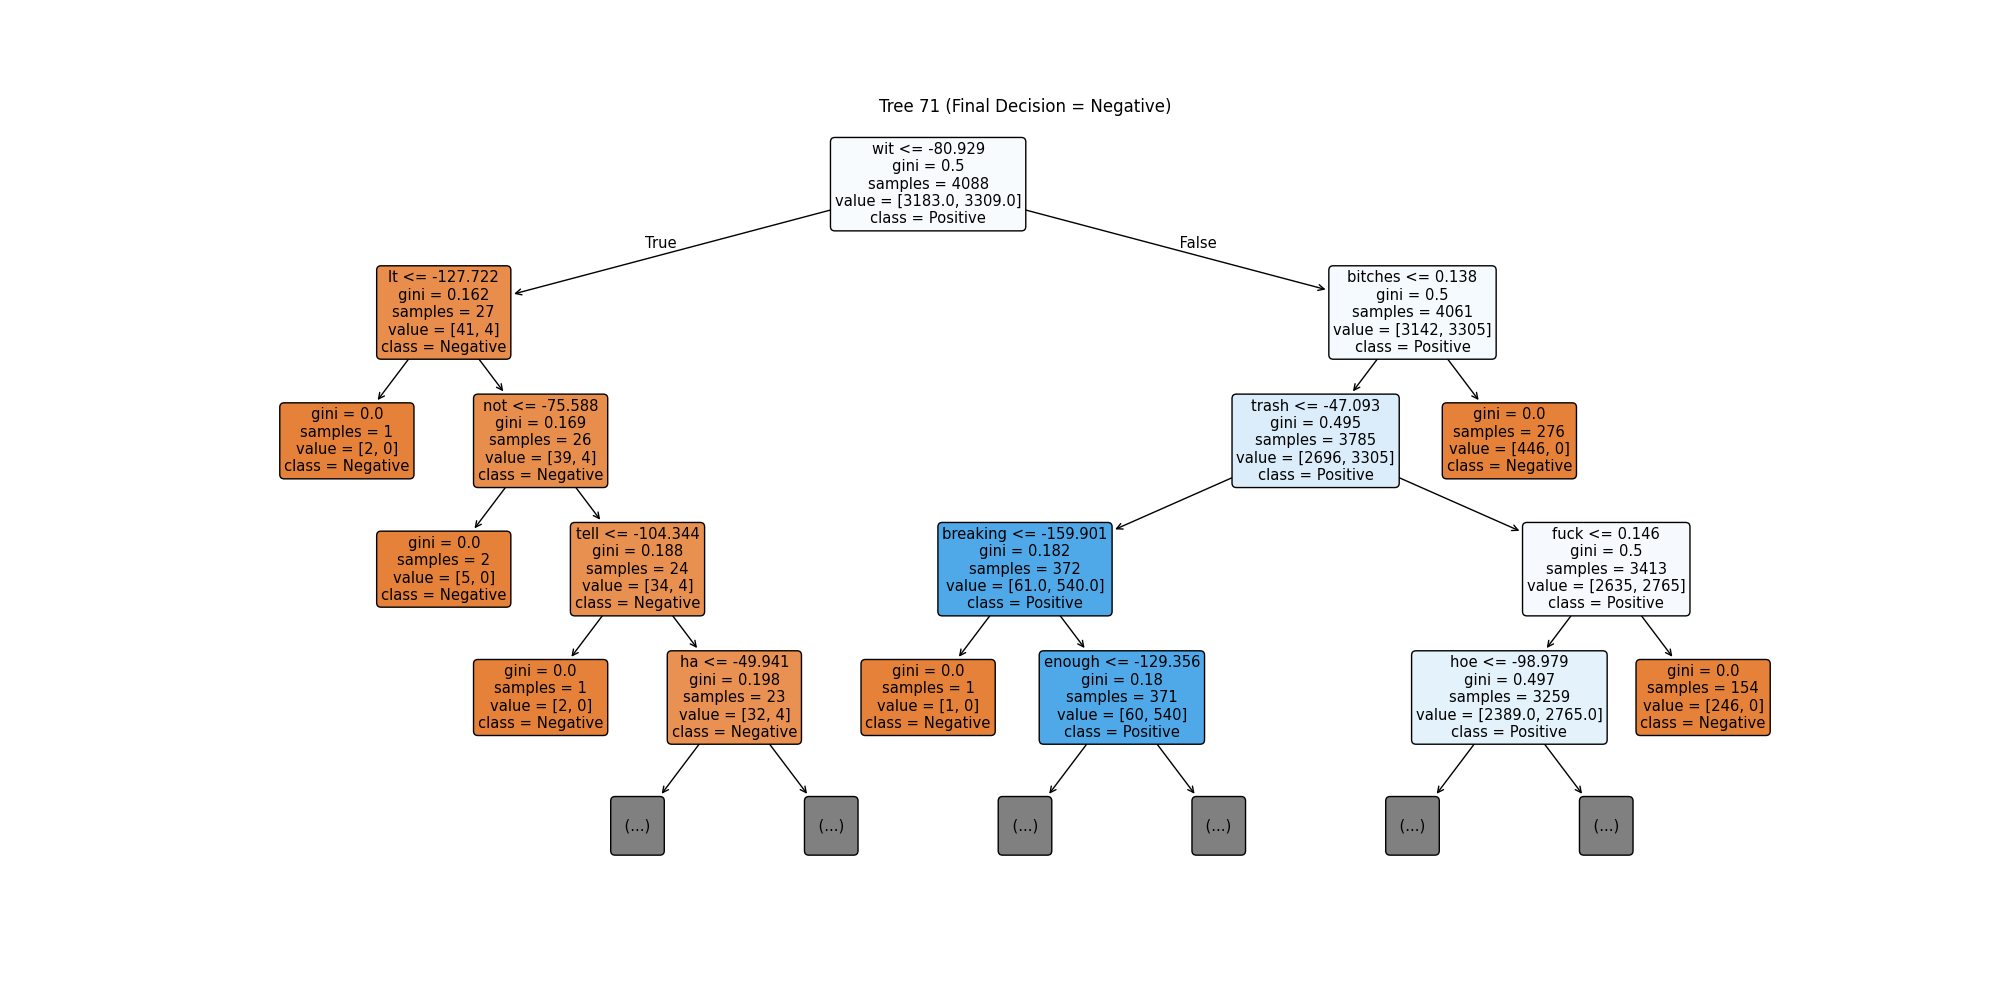 Tree 71 (Final Decision = Negative)
wit <= -80.929
gini = 0.5
samples = 4088
value = [3183.0, 3309.0]
class = Positive
True
False
lt <= -127.722
gini = 0.162
samples = 27
value = [41, 4]
class = Negative
bitches <= 0.138
gini = 0.5
samples = 4061
value = [3142, 3305]
class = Positive
gini = 0.0
samples = 1
value = [2, 0]
class = Negative
not <= -75.588
gini = 0.169
samples = 26
value = [39, 4]
class = Negative
trash <= -47.093
gini = 0.495
samples = 3785
value = [2696, 3305]
class = Positive
gini = 0.0
samples = 276
value = [446, 0]
class = Negative
gini = 0.0
samples = 2
value = [5, 0]
class = Negative
tell <= -104.344
gini = 0.188
samples = 24
value = [34, 4]
class = Negative
breaking <= -159.901
gini = 0.182
samples = 372
value = [61.0, 540.0]
class = Positive
fuck <= 0.146
gini = 0.5
samples = 3413
value = [2635, 2765]
class = Positive
gini = 0.0
samples = 1
value = [2, 0]
class = Negative
ha <= -49.941
gini = 0.198
samples = 23
value = [32, 4]
class = Negative
gini = 0.0
samples = 1
value = [1, 0]
class = Negative
enough <= -129.356
gini = 0.18
samples = 371
value = [60, 540]
class = Positive
hoe <= -98.979
gini = 0.497
samples = 3259
value = [2389.0, 2765.0]
class = Positive
gini = 0.0
samples = 154
value = [246, 0]
class = Negative
(...)
(...)
(...)
(...)
(...)
(...)